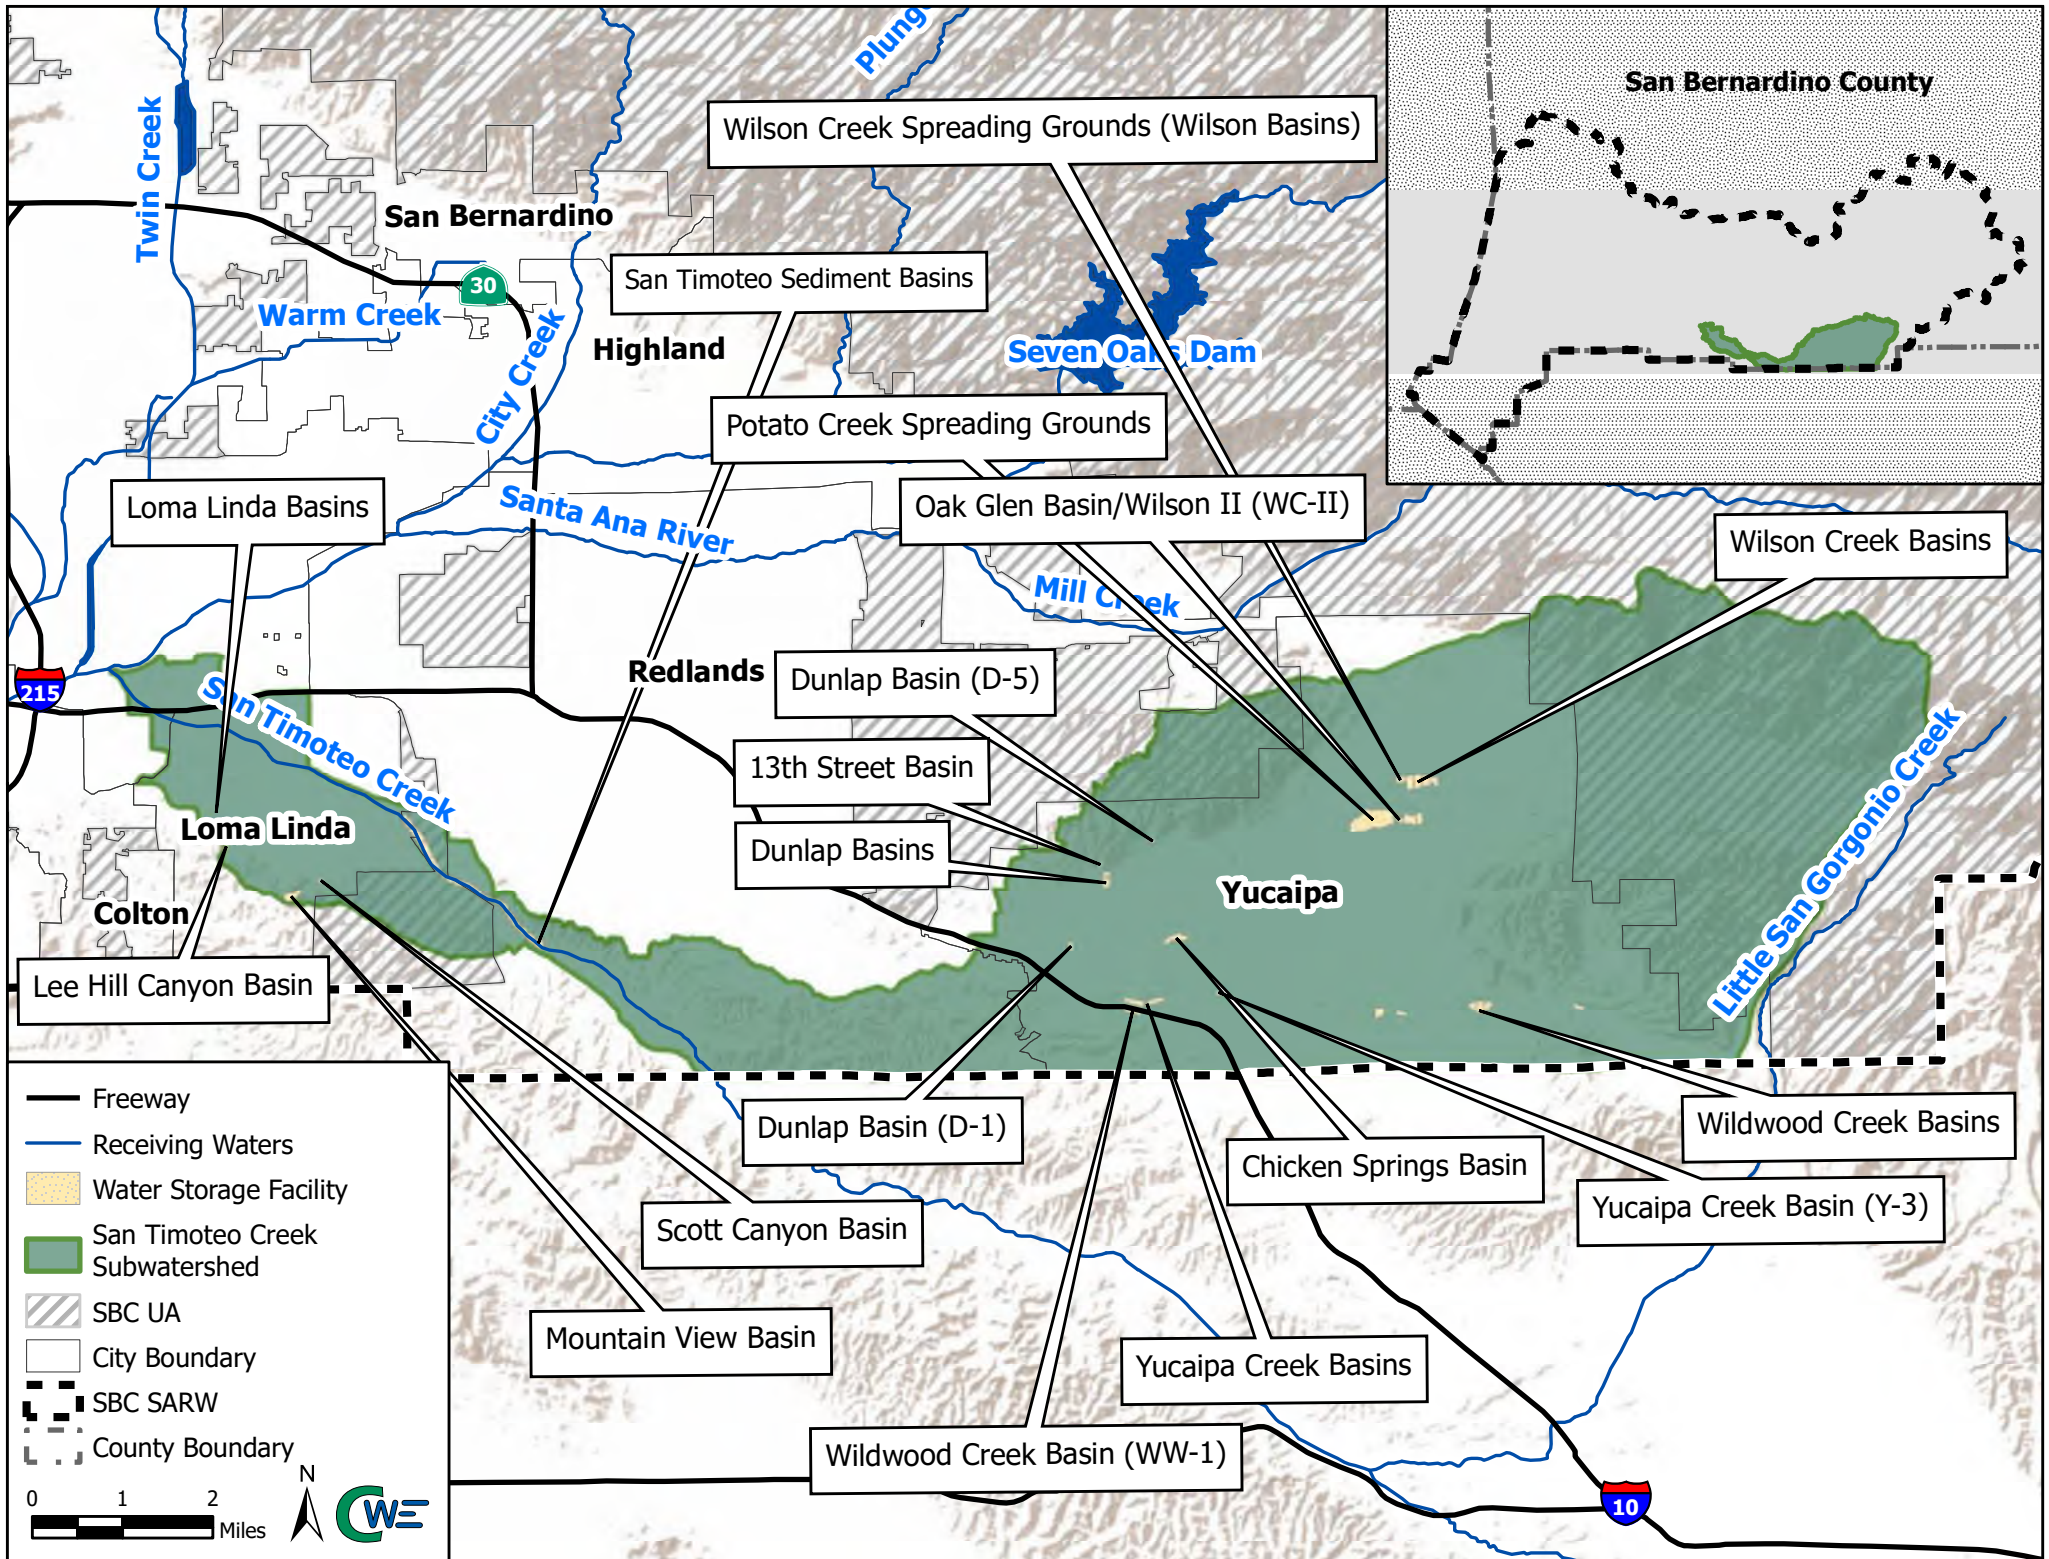 Plung
San Bernardino County
Twin Creek
Wilson Creek Spreading Grounds (Wilson Basins)
San Bernardino
San Timoteo Sediment Basins
30
Warm Creek
City Creek
Highland
Seven Oaks Dam
Potato Creek Spreading Grounds
Loma Linda Basins
Santa Ana River
Oak Glen Basin/Wilson II (WC-II)
Wilson Creek Basins
Mill Creek
215
San Timoteo Creek
Redlands
Dunlap Basin (D-5)
13th Street Basin
Loma Linda
Dunlap Basins
Yucaipa
Little San Gorgonio Creek
Colton
Lee Hill Canyon Basin
Dunlap Basin (D-1)
Wildwood Creek Basins
Chicken Springs Basin
Yucaipa Creek Basin (Y-3)
Scott Canyon Basin
Mountain View Basin
Yucaipa Creek Basins
Wildwood Creek Basin (WW-1)
10
Freeway
Receiving Waters
Water Storage Facility
San Timoteo Creek
Subwatershed
SBC UA
City Boundary
SBC SARW
County Boundary
0 1 2
Miles
N
CWE